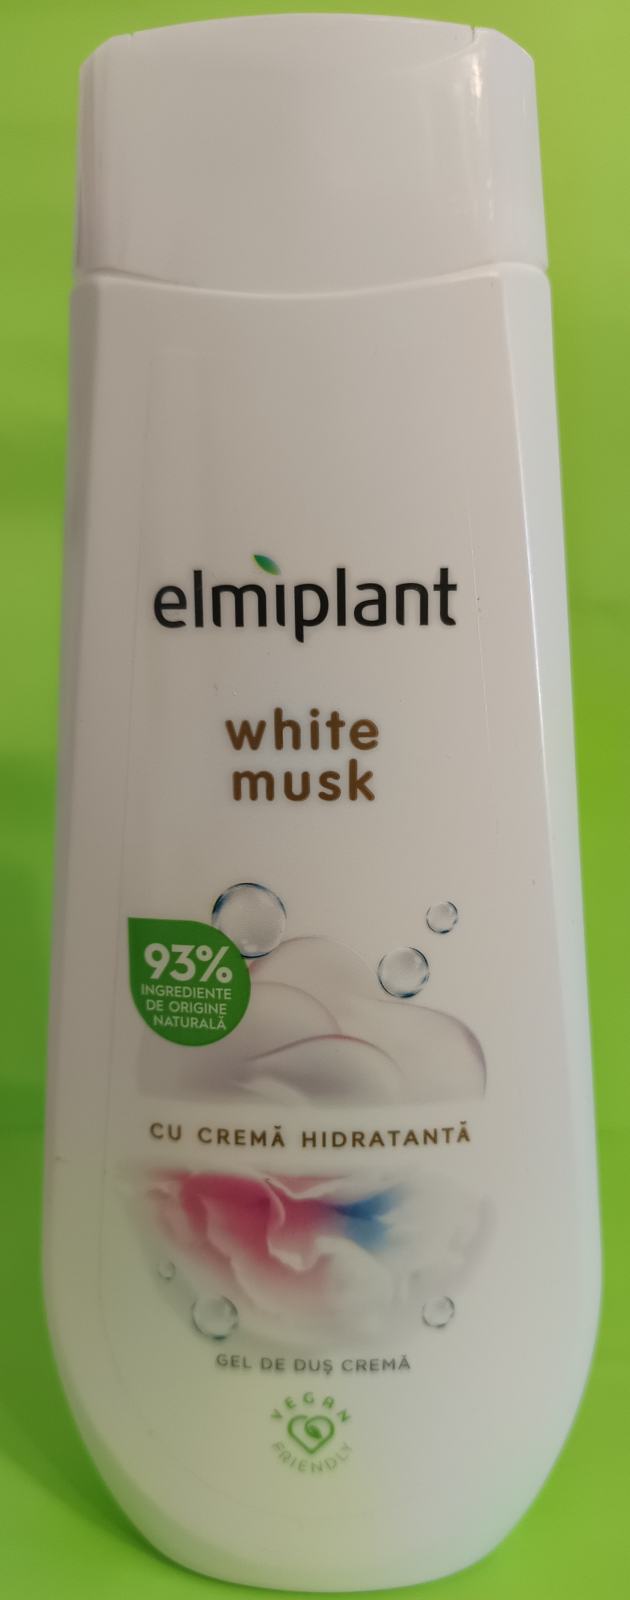 elmiplant
white
musk
93%
INGREDIENTE
DE ORIGINE
NATURALĂ
CU CREMĂ HIDRATANTĂ
GEL DE DUȘ CREMĂ
VEGAN
FRIENDLY